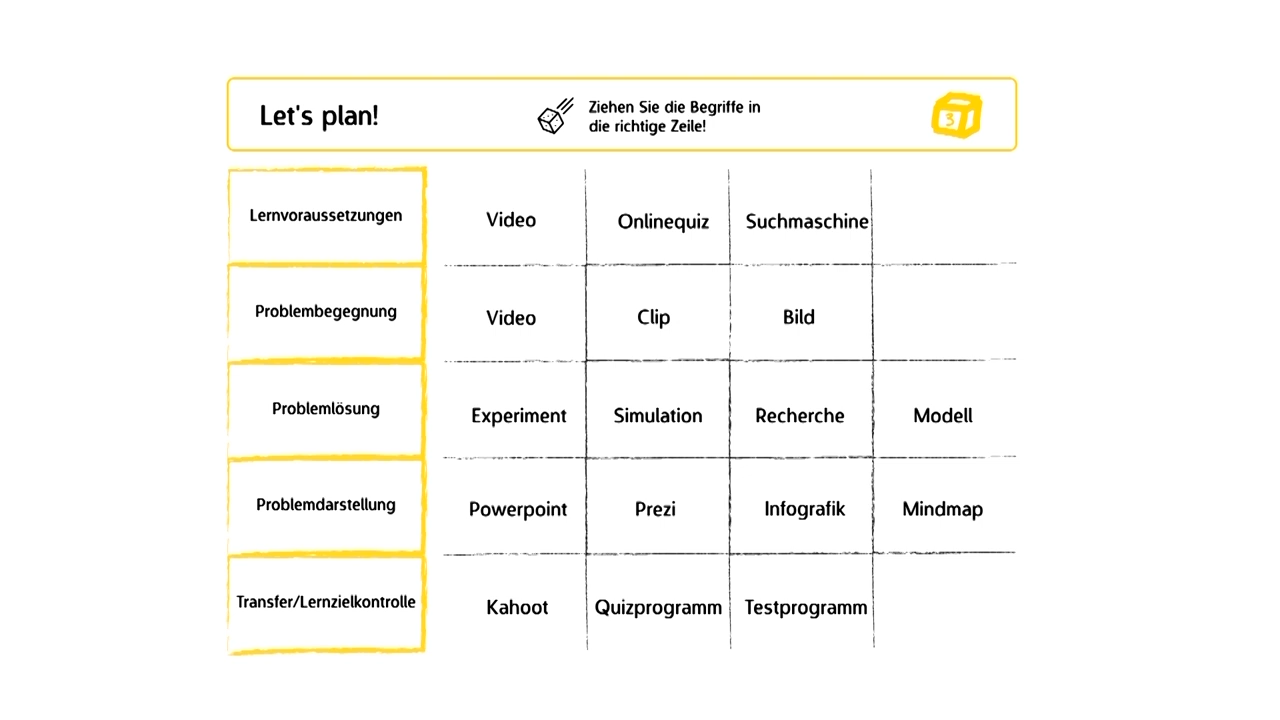 Let's plan!
Ziehen Sie die Begriffe in
die richtige Zeile!
3
Lernvoraussetzungen Video Onlinequiz Suchmaschine
Problembegegnung Video Clip Bild
Problemlösung Experiment Simulation Recherche Modell
Problemdarstellung Powerpoint Prezi Infografik Mindmap
Transfer/Lernzielkontrolle Kahoot Quizprogramm Testprogramm